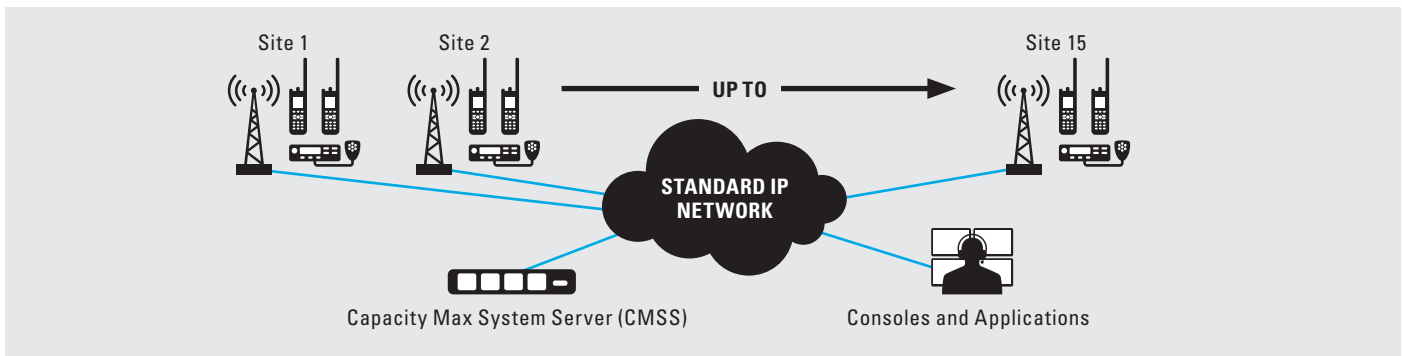 Site 1
Site 2
Site 15
UP TO
STANDARD IP
NETWORK
Capacity Max System Server (CMSS)
Consoles and Applications